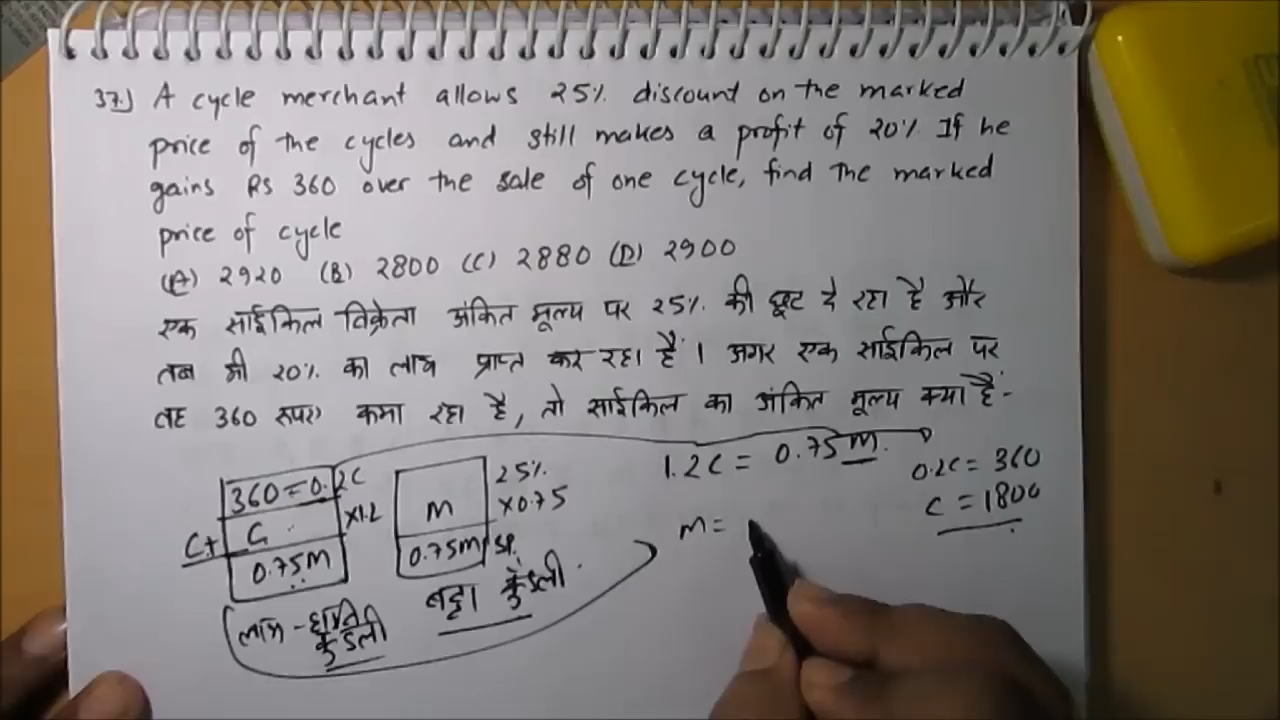 37.) A cycle merchant allows 25% discount on the marked
price of the cycles and still makes a profit of 20% If he
gains Rs 360 over the sale of one cycle, find the marked
price of cycle
(A) 2920 (B) 2800 (C) 2880 (D) 2900
एक साईकिल विक्रेता अंकित मूल्य पर 25% की छूट दे रहा है और
तब भी 20% का लाभ प्राप्त कर रहा है । अगर एक साईकिल पर
वह 360 रूपए कमा रहा है, तो साईकिल का अंकित मूल्य क्या है:-
360=0.2C
C+
C
×1.2
0.75M
लाभ - हानि
कुंडली
M
25%
×0.75
0.75M
SP.
बट्टा कुंडली
1.2C = 0.75M
M=
0.2C = 360
C = 1800